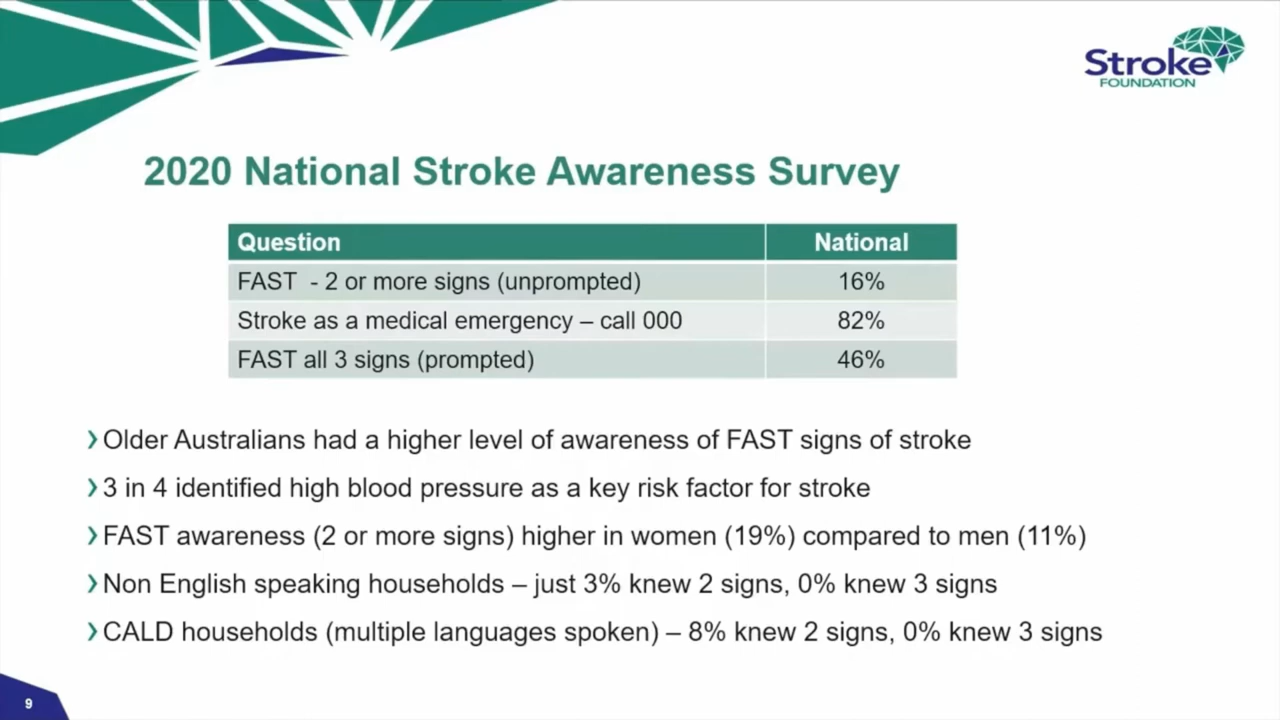 Stroke
FOUNDATION
2020 National Stroke Awareness Survey
Question National
FAST - 2 or more signs (unprompted) 16%
Stroke as a medical emergency – call 000 82%
FAST all 3 signs (prompted) 46%
Older Australians had a higher level of awareness of FAST signs of stroke
3 in 4 identified high blood pressure as a key risk factor for stroke
FAST awareness (2 or more signs) higher in women (19%) compared to men (11%)
Non English speaking households – just 3% knew 2 signs, 0% knew 3 signs
CALD households (multiple languages spoken) – 8% knew 2 signs, 0% knew 3 signs
9